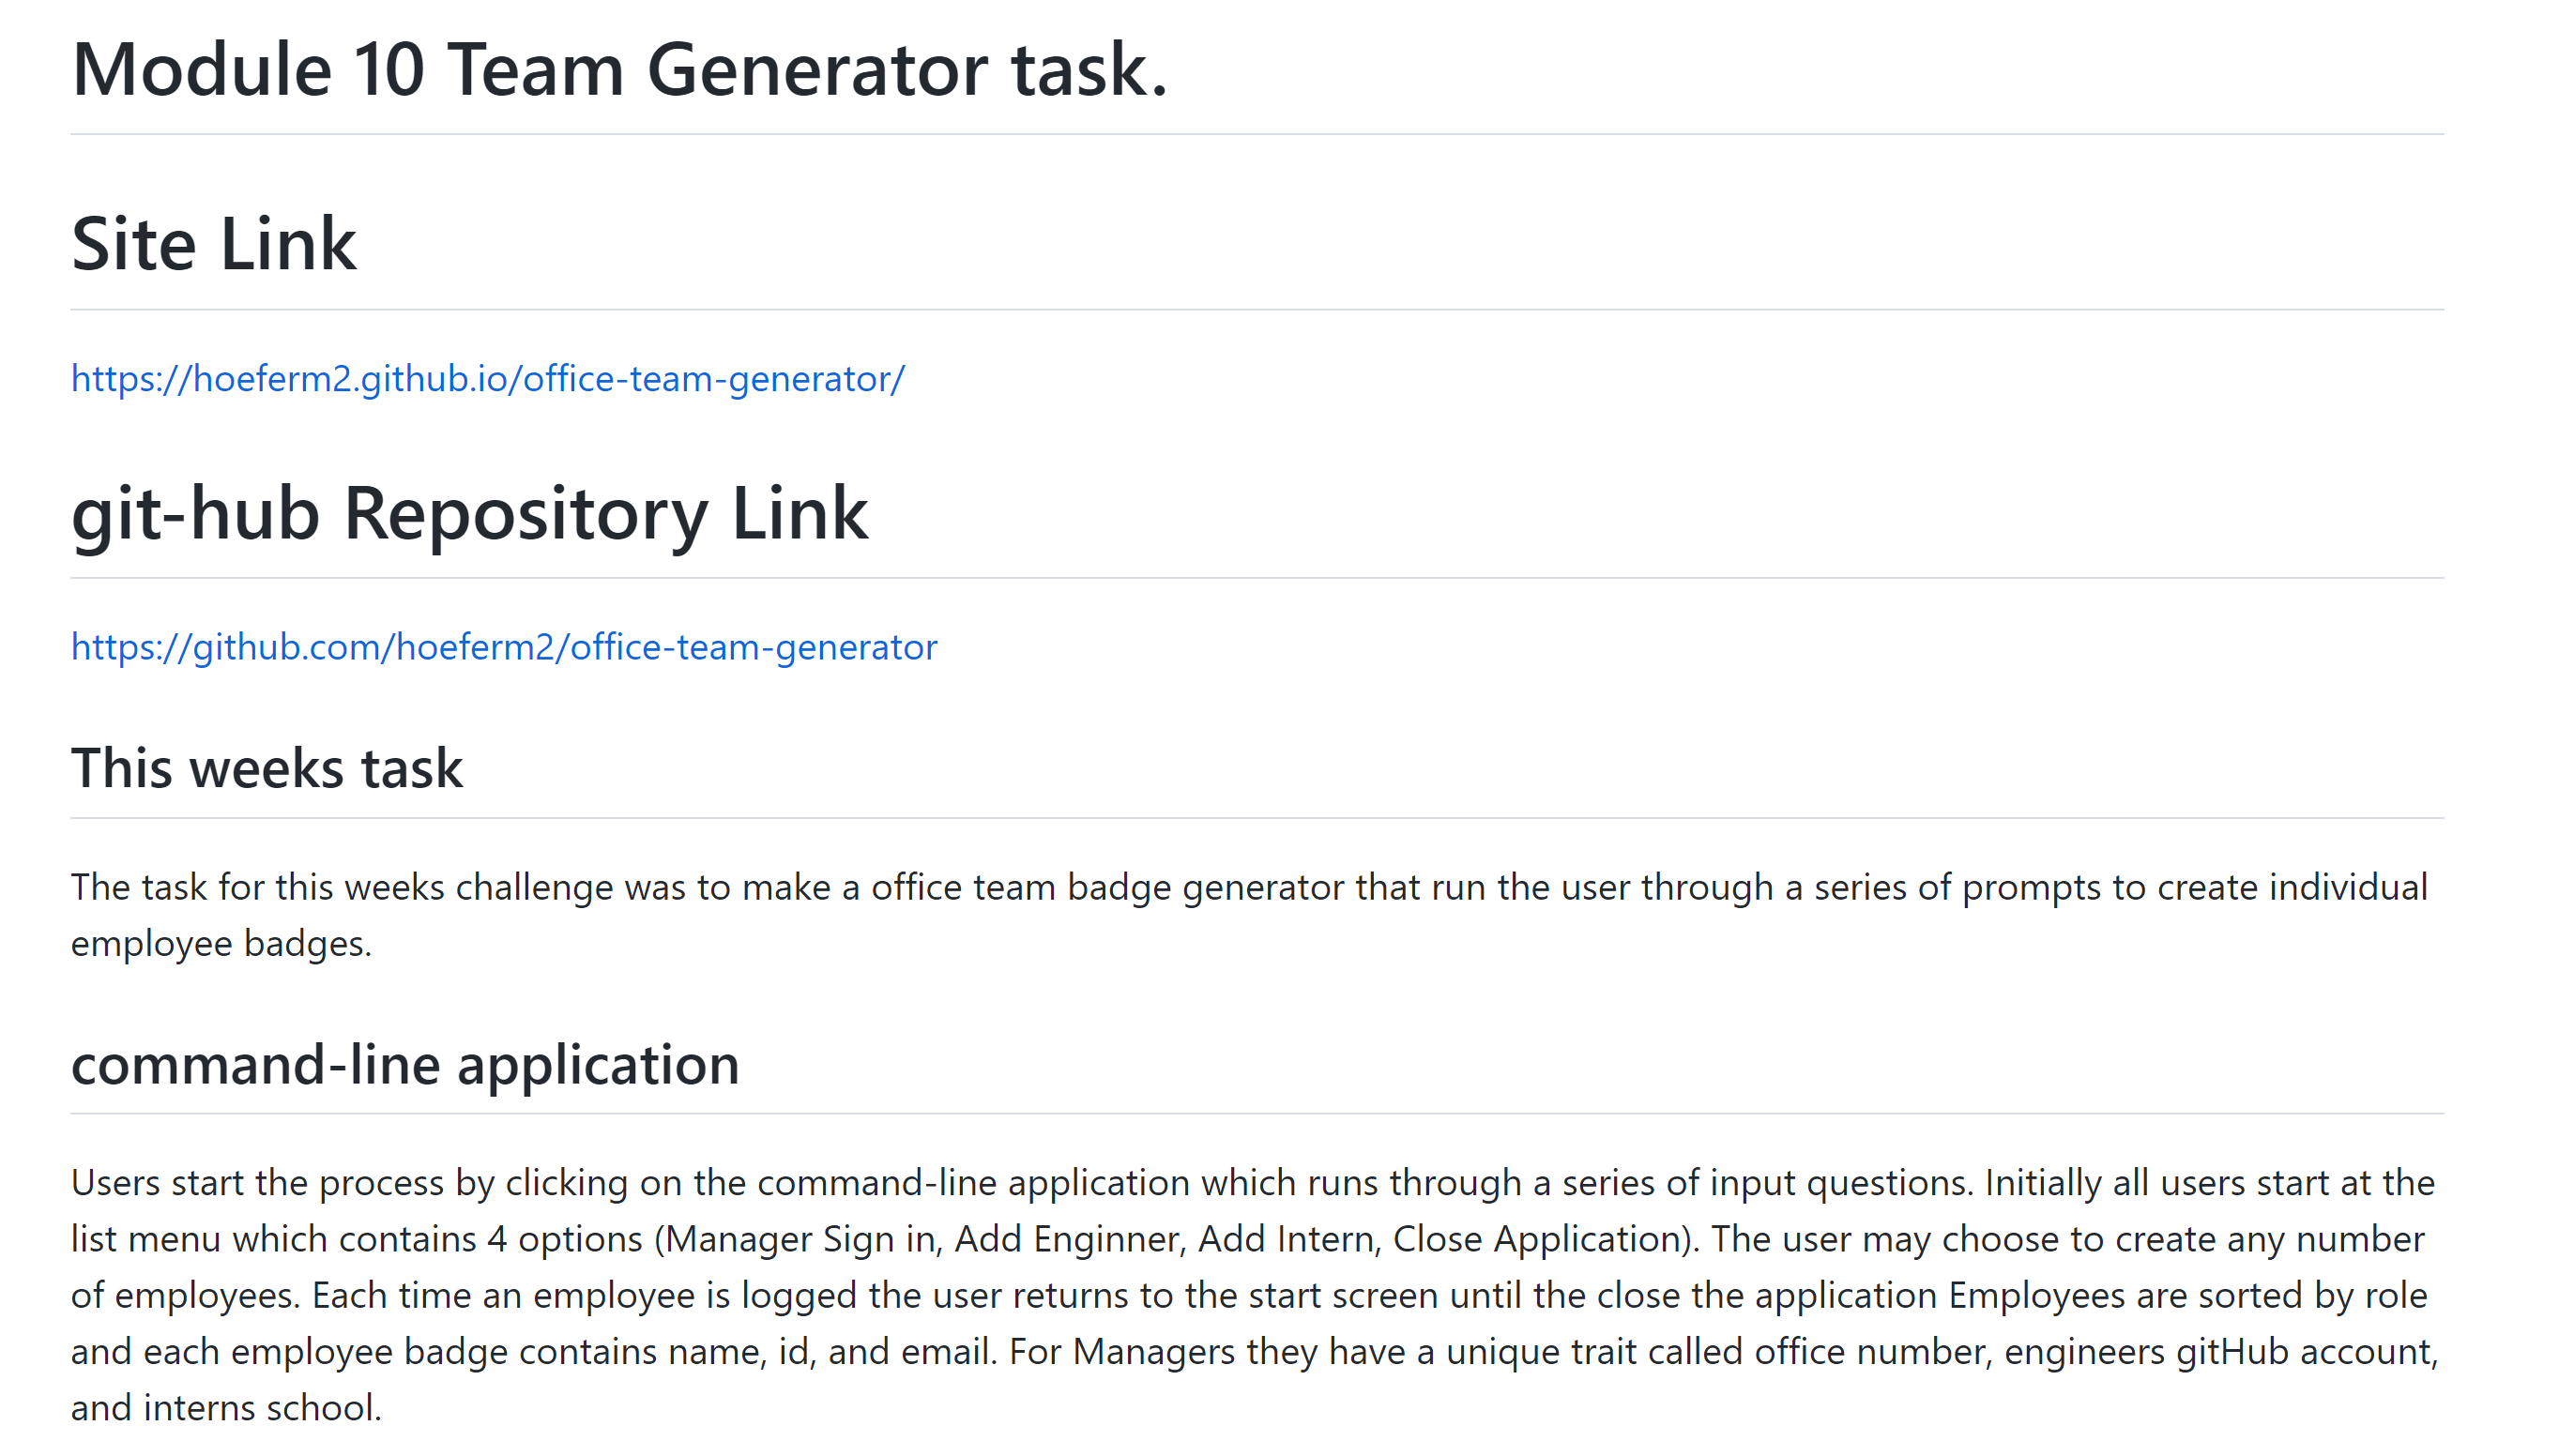 Module 10 Team Generator task.
Site Link
https://hoeferm2.github.io/office-team-generator/
git-hub Repository Link
https://github.com/hoeferm2/office-team-generator
This weeks task
The task for this weeks challenge was to make a office team badge generator that run the user through a series of prompts to create individual
employee badges.
command-line application
Users start the process by clicking on the command-line application which runs through a series of input questions. Initially all users start at the
list menu which contains 4 options (Manager Sign in, Add Enginner, Add Intern, Close Application). The user may choose to create any number
of employees. Each time an employee is logged the user returns to the start screen until the close the application Employees are sorted by role
and each employee badge contains name, id, and email. For Managers they have a unique trait called office number, engineers gitHub account,
and interns school.